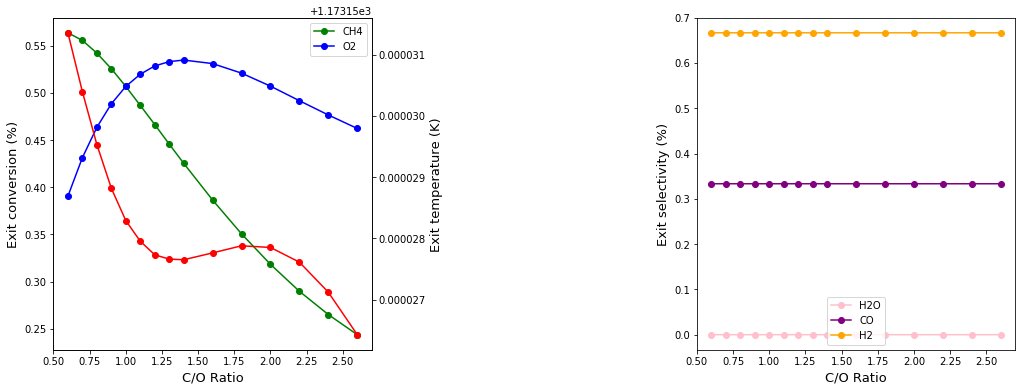 +1.17315e3
CH4
O2
0.55
0.50
0.45
0.40
0.35
0.30
0.25
Exit conversion (%)
0.50 0.75 1.00 1.25 1.50 1.75 2.00 2.25 2.50
C/O Ratio
0.000031
0.000030
0.000029
0.000028
0.000027
Exit temperature (K)
0.7
0.6
0.5
0.4
0.3
0.2
0.1
0.0
Exit selectivity (%)
H2O
CO
H2
0.50 0.75 1.00 1.25 1.50 1.75 2.00 2.25 2.50
C/O Ratio